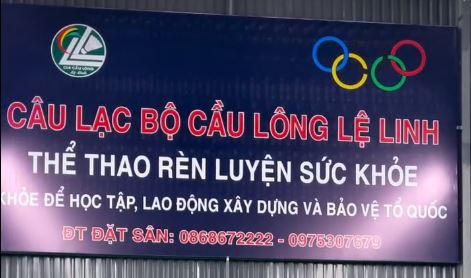 CÂU LẠC BỘ CẦU LÔNG LỆ LINH
THỂ THAO RÈN LUYỆN SỨC KHỎE
KHỎE ĐỂ HỌC TẬP, LAO ĐỘNG XÂY DỰNG VÀ BẢO VỆ TỔ QUỐC
ĐT ĐẶT SÂN: 0868672222 - 0975307679